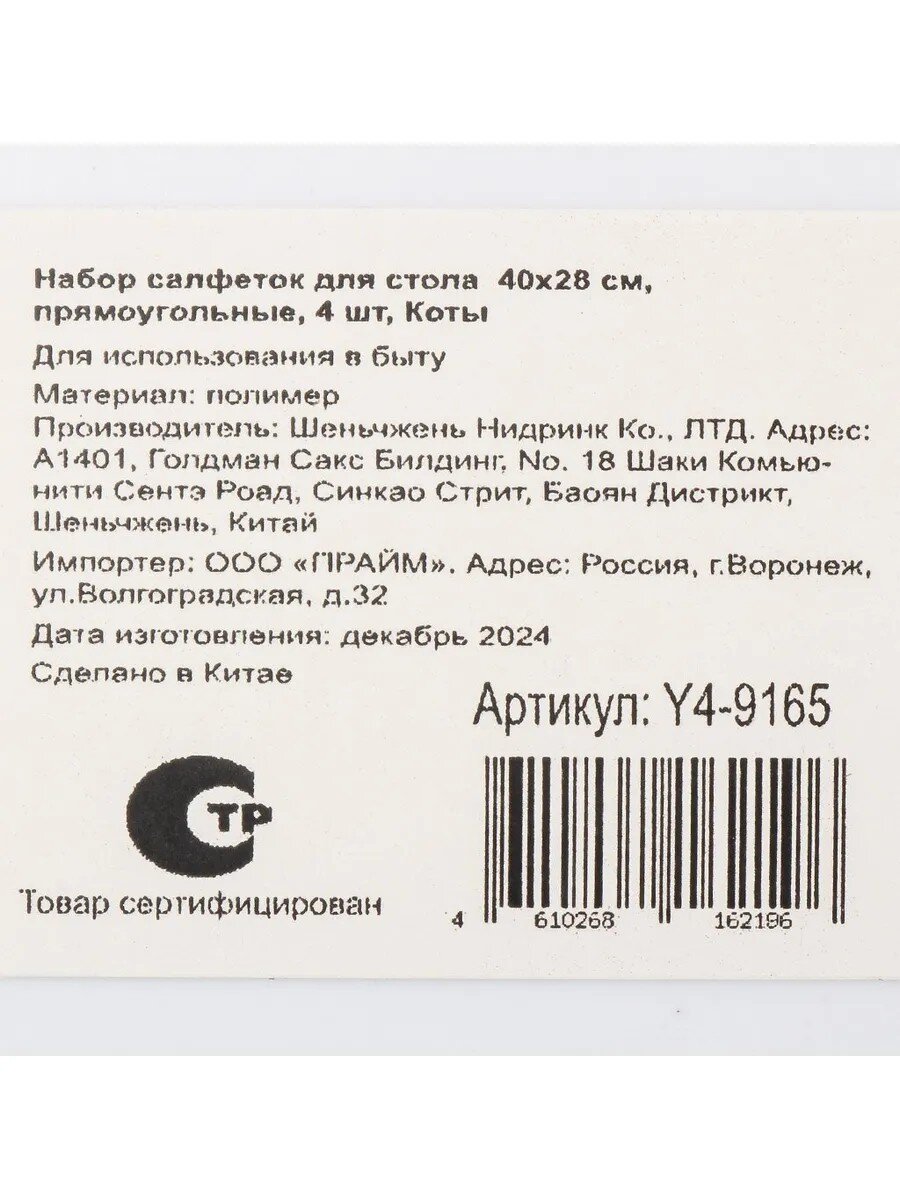 Набор салфеток для стола 40х28 см,
прямоугольные, 4 шт, Коты
Для использования в быту
Материал: полимер
Производитель: Шеньчжень Нидринк Ко., ЛТД. Адрес:
А1401, Голдман Сакс Билдинг, No. 18 Шаки Комью-
нити Сентэ Роад, Синкао Стрит, Баоян Дистрикт,
Шеньчжень, Китай
Импортер: ООО «ПРАЙМ». Адрес: Россия, г.Воронеж,
ул.Волгоградская, д.32
Дата изготовления: декабрь 2024
Сделано в Китае
Артикул: Y4-9165
ТР
Товар сертифицирован
4 610268 162196